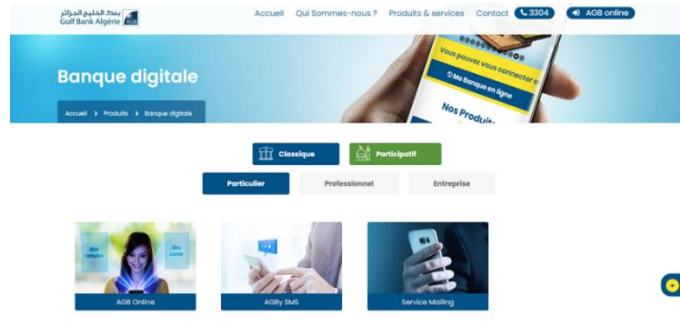 بنك الخليج الجزائر
Gulf Bank Algérie AGB
Accueil Qui Sommes-nous ? Produits & services Contact 3304 AGB online
Vous pouvez vous connecter
Ma Banque en ligne
Nos Produits
Banque digitale
Accueil > Produits > Banque digitale
Classique Participatif
Particulier Professionnel Entreprise
AGB Online AGBy SMS Service Mailing